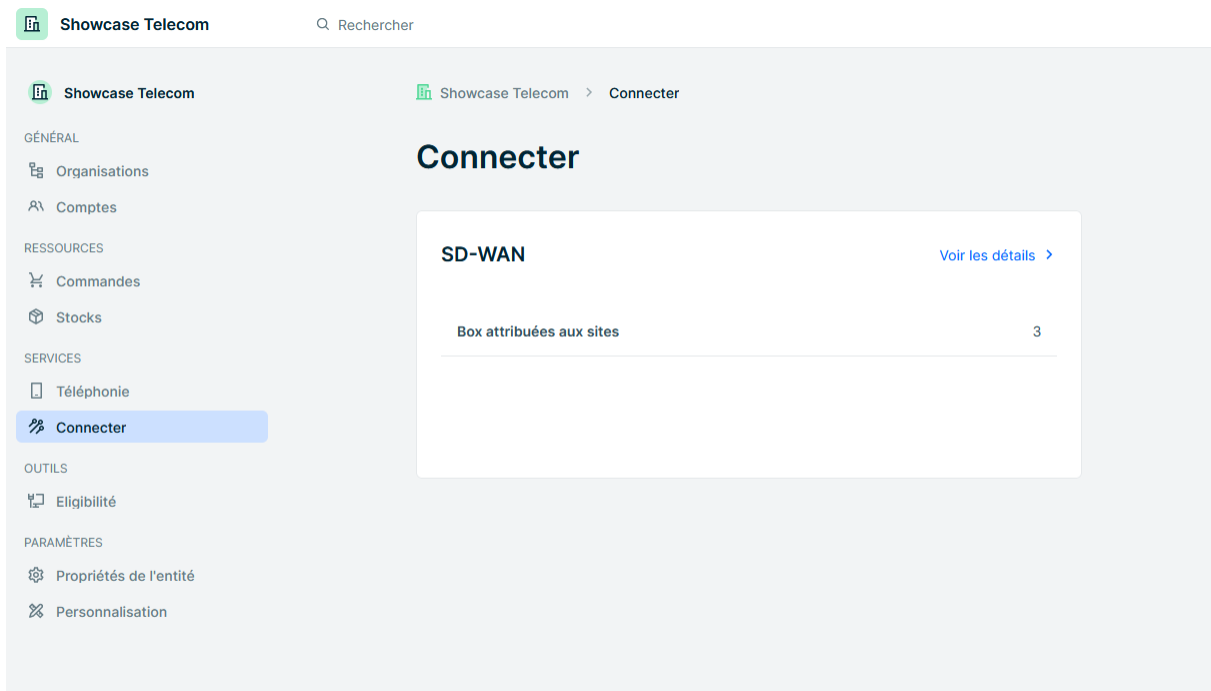 Showcase Telecom
Rechercher
Showcase Telecom
GÉNÉRAL
Organisations
Comptes
RESSOURCES
Commandes
Stocks
SERVICES
Téléphonie
Connecter
OUTILS
Eligibilité
PARAMÈTRES
Propriétés de l'entité
Personnalisation
Showcase Telecom > Connecter
Connecter
SD-WAN
Voir les détails >
Box attribuées aux sites 3